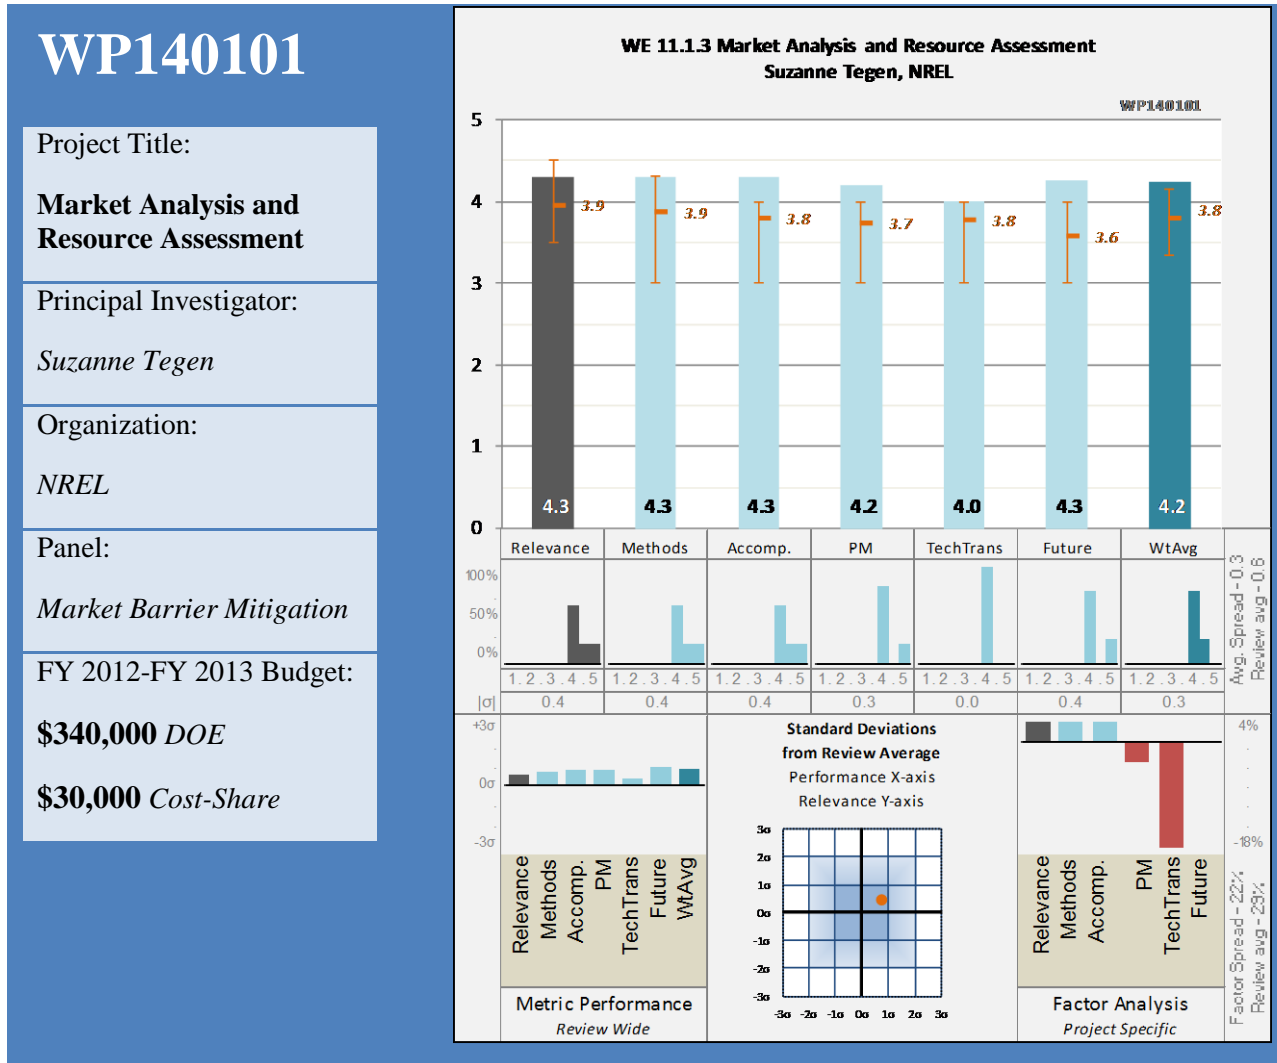 WP140101
Project Title:
Market Analysis and
Resource Assessment
Principal Investigator:
Suzanne Tegen
Organization:
NREL
Panel:
Market Barrier Mitigation
FY 2012-FY 2013 Budget:
$340,000 DOE
$30,000 Cost-Share
WE 11.1.3 Market Analysis and Resource Assessment
Suzanne Tegen, NREL
WP140101
5
4
3
2
1
0
3.9
3.9
3.8
3.7
3.8
3.6
3.8
4.3
4.3
4.3
4.2
4.0
4.3
4.2
Relevance
Methods
Accomp.
PM
TechTrans
Future
WtAvg
100%
50%
0%
1 . 2 . 3 . 4 . 5
1 . 2 . 3 . 4 . 5
1 . 2 . 3 . 4 . 5
1 . 2 . 3 . 4 . 5
1 . 2 . 3 . 4 . 5
1 . 2 . 3 . 4 . 5
1 . 2 . 3 . 4 . 5
|σ|
0.4
0.4
0.4
0.3
0.0
0.4
0.3
Avg. Spread - 0.3
Review avg - 0.6
+3σ
0σ
-3σ
Relevance
Methods
Accomp.
PM
TechTrans
Future
WtAvg
Metric Performance
Review Wide
Standard Deviations
from Review Average
Performance X-axis
Relevance Y-axis
3σ
2σ
1σ
0σ
-1σ
-2σ
-3σ
-3σ -2σ -1σ 0σ 1σ 2σ 3σ
4%
-18%
Relevance
Methods
Accomp.
PM
TechTrans
Future
Factor Analysis
Project Specific
Factor Spread - 22%
Review avg - 29%